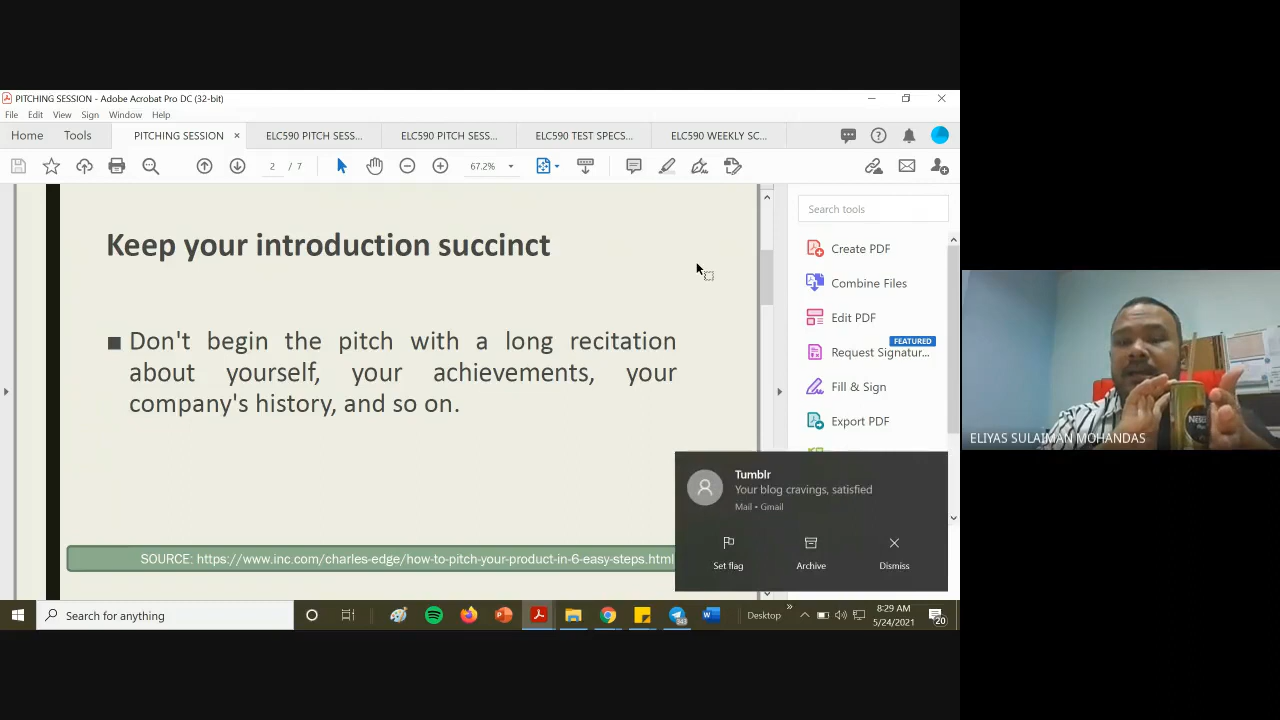 PITCHING SESSION - Adobe Acrobat Pro DC (32-bit)
File Edit View Sign Window Help
Home Tools PITCHING SESSION × ELC590 PITCH SESS... ELC590 PITCH SESS... ELC590 TEST SPECS... ELC590 WEEKLY SC...
2 / 7 67.2%
Keep your introduction succinct
Don't begin the pitch with a long recitation
about yourself, your achievements, your
company's history, and so on.
SOURCE: https://www.inc.com/charles-edge/how-to-pitch-your-product-in-6-easy-steps.html
Search tools
Create PDF
Combine Files
Edit PDF
FEATURED
Request Signatur...
Fill & Sign
Export PDF
Tumblr
Your blog cravings, satisfied
Mail • Gmail
Set flag Archive Dismiss
ELIYAS SULAIMAN MOHANDAS
Search for anything
Desktop
8:29 AM
5/24/2021
20